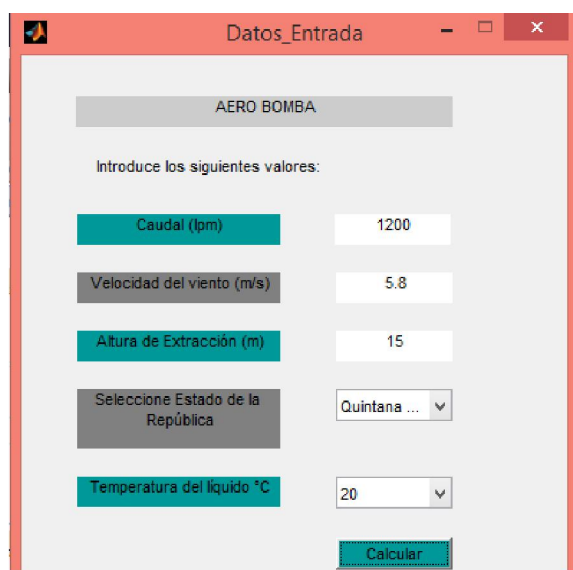 Datos_Entrada
AERO BOMBA
Introduce los siguientes valores:
Caudal (lpm)
1200
Velocidad del viento (m/s)
5.8
Altura de Extracción (m)
15
Seleccione Estado de la
República
Quintana ...
Temperatura del líquido °C
20
Calcular